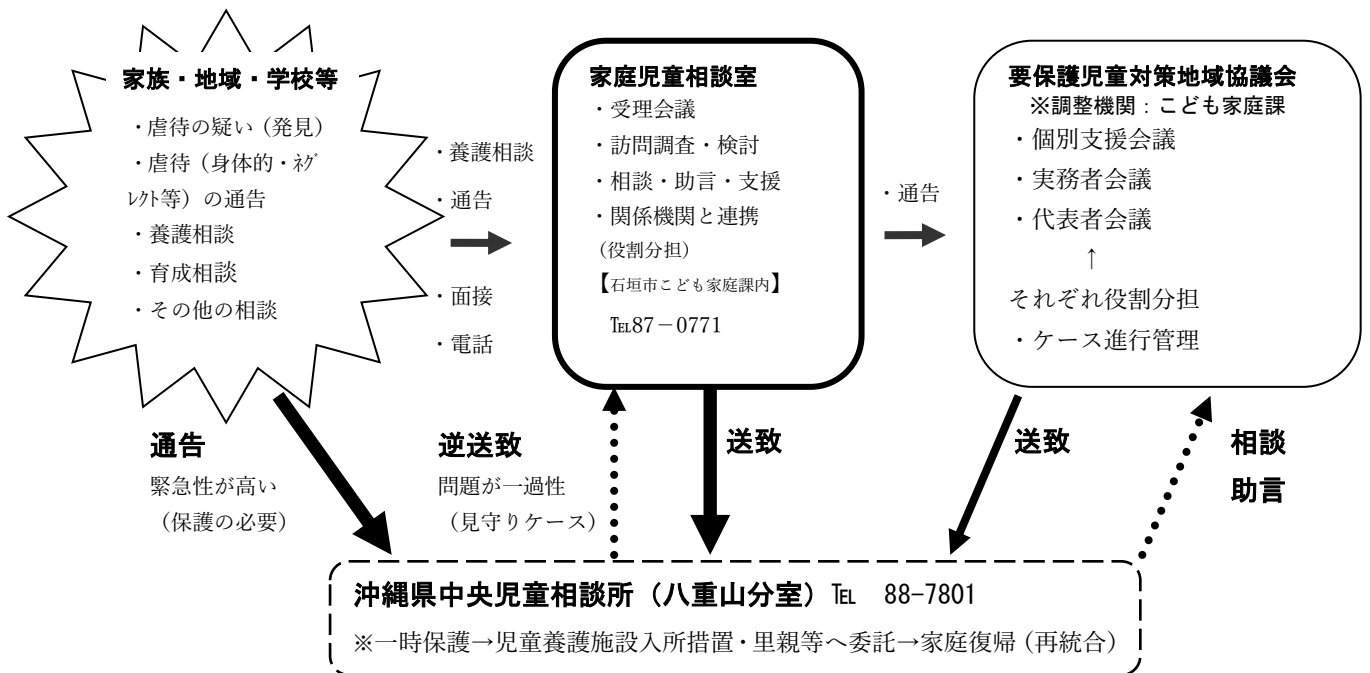 家族・地域・学校等
・虐待の疑い（発見）
・虐待（身体的・ﾈｸﾞ
ﾚｸﾄ等）の通告
・養護相談
・育成相談
・その他の相談
・養護相談
・通告
・面接
・電話
家庭児童相談室
・受理会議
・訪問調査・検討
・相談・助言・支援
・関係機関と連携
（役割分担）
【石垣市こども家庭課内】
℡87－0771
・通告
要保護児童対策地域協議会
※調整機関：こども家庭課
・個別支援会議
・実務者会議
・代表者会議
↑
それぞれ役割分担
・ケース進行管理
通告
緊急性が高い
（保護の必要）
逆送致
問題が一過性
（見守りケース）
送致
送致
相談
助言
沖縄県中央児童相談所（八重山分室）℡ 88-7801
※一時保護→児童養護施設入所措置・里親等へ委託→家庭復帰（再統合）